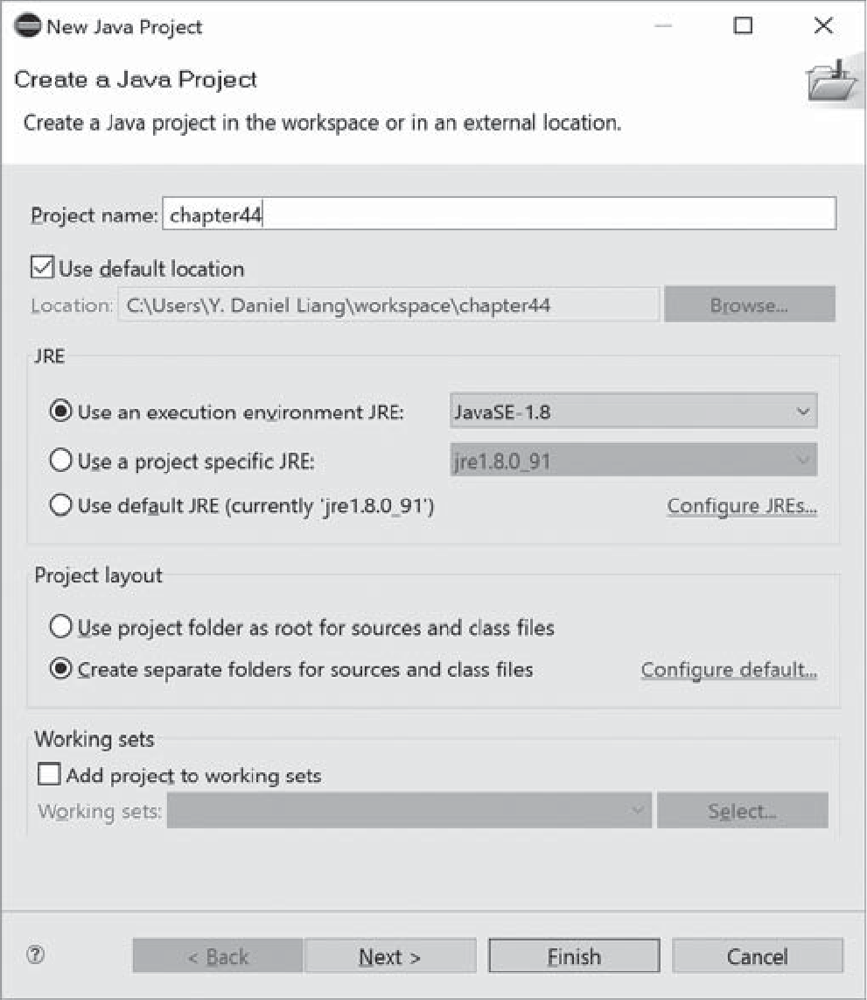 New Java Project
Create a Java Project
Create a Java project in the workspace or in an external location.
Project name: chapter44
Use default location
Location: C:\Users\Y. Daniel Liang\workspace\chapter44 Browse...
JRE
Use an execution environment JRE: JavaSE-1.8
Use a project specific JRE: jre1.8.0_91
Use default JRE (currently 'jre1.8.0_91') Configure JREs...
Project layout
Use project folder as root for sources and class files
Create separate folders for sources and class files Configure default...
Working sets
Add project to working sets
Working sets: Select...
? < Back Next > Finish Cancel